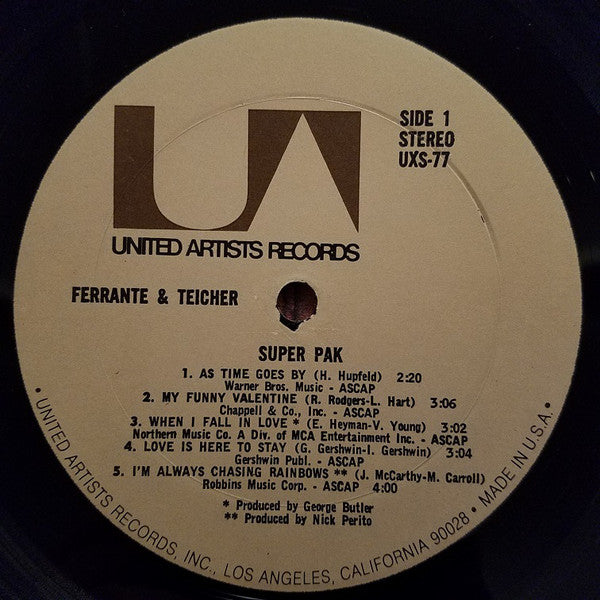 UA
SIDE 1
STEREO
UXS-77
UNITED ARTISTS RECORDS
FERRANTE & TEICHER
SUPER PAK
1. AS TIME GOES BY (H. Hupfeld) 2:20
Warner Bros. Music - ASCAP
2. MY FUNNY VALENTINE (R. Rodgers-L. Hart) 3:06
Chappell & Co., Inc. - ASCAP
3. WHEN I FALL IN LOVE * (E. Heyman-V. Young) 3:02
Northern Music Co. A Div. of MCA Entertainment Inc. - ASCAP
4. LOVE IS HERE TO STAY (G. Gershwin-I. Gershwin) 3:04
Gershwin Publ. - ASCAP
5. I'M ALWAYS CHASING RAINBOWS ** (J. McCarthy-M. Carroll)
Robbins Music Corp. - ASCAP 4:00
* Produced by George Butler
** Produced by Nick Perito
• UNITED ARTISTS RECORDS, INC., LOS ANGELES, CALIFORNIA 90028 • MADE IN U.S.A. •